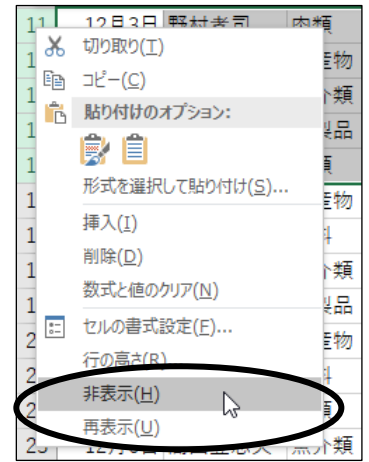 11 12月3日 野村孝司 肉類
切り取り(T)
コピー(C)
貼り付けのオプション:
形式を選択して貼り付け(S)...
挿入(I)
削除(D)
数式と値のクリア(N)
セルの書式設定(F)...
行の高さ(R)
非表示(H)
再表示(U)